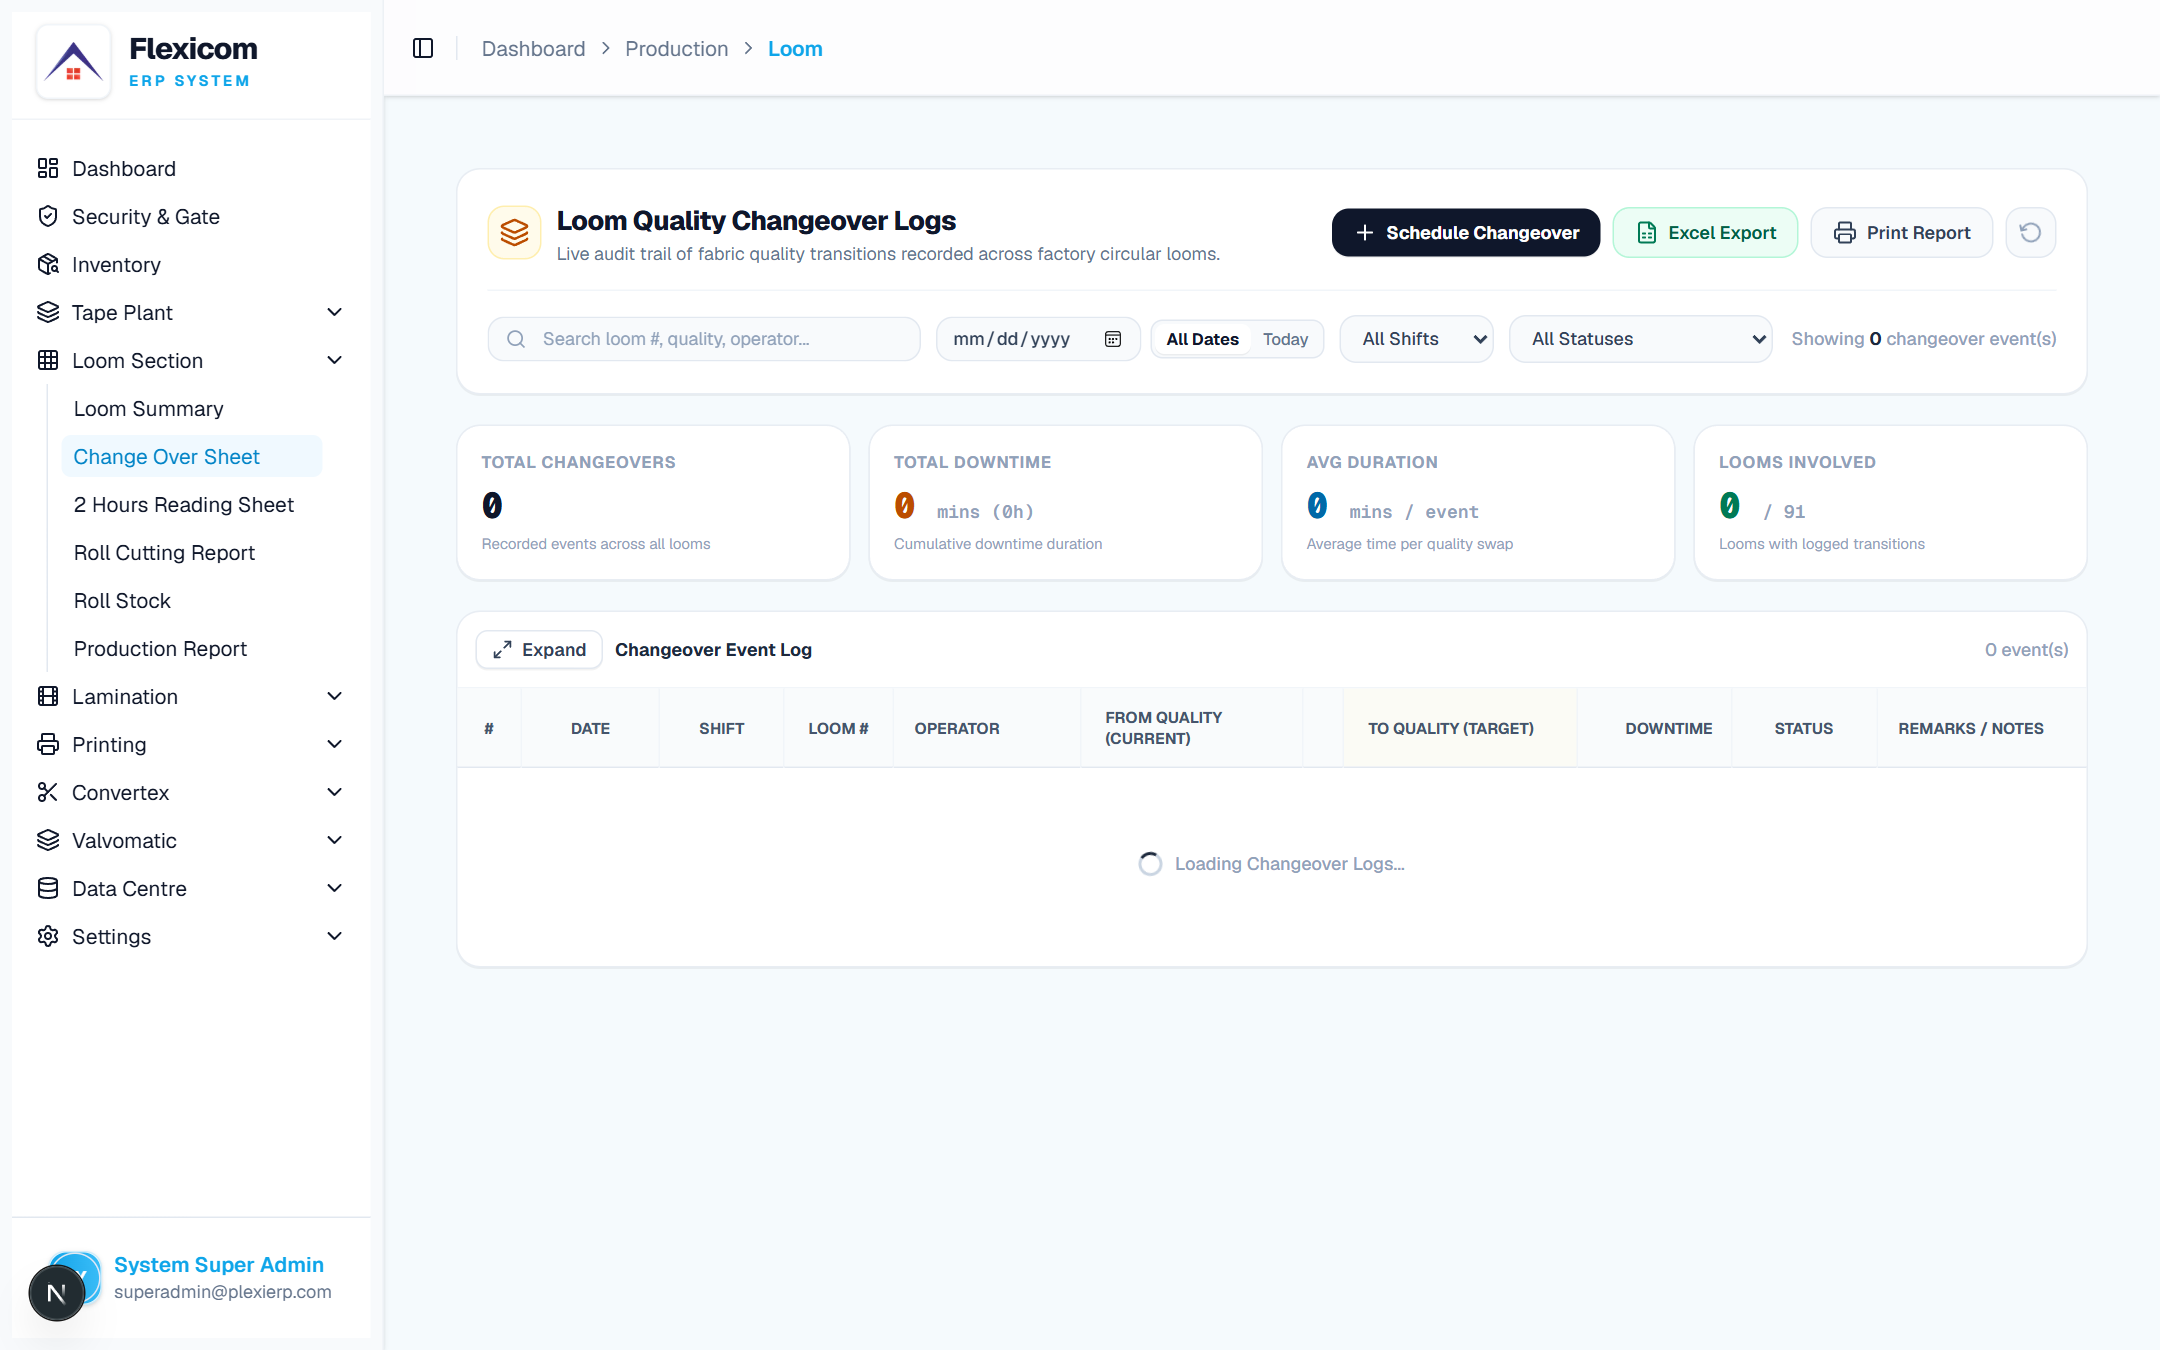 Flexicom
ERP SYSTEM
Dashboard
Security & Gate
Inventory
Tape Plant
Loom Section
Loom Summary
Change Over Sheet
2 Hours Reading Sheet
Roll Cutting Report
Roll Stock
Production Report
Lamination
Printing
Convertex
Valvomatic
Data Centre
Settings
System Super Admin
superadmin@plexierp.com
N
Dashboard > Production > Loom
Loom Quality Changeover Logs
Live audit trail of fabric quality transitions recorded across factory circular looms.
Schedule Changeover
Excel Export
Print Report
Search loom #, quality, operator...
mm/dd/yyyy
All Dates
Today
All Shifts
All Statuses
Showing 0 changeover event(s)
TOTAL CHANGEOVERS
0
Recorded events across all looms
TOTAL DOWNTIME
0 mins (0h)
Cumulative downtime duration
AVG DURATION
0 mins / event
Average time per quality swap
LOOMS INVOLVED
0 / 91
Looms with logged transitions
Expand
Changeover Event Log
0 event(s)
#
DATE
SHIFT
LOOM #
OPERATOR
FROM QUALITY
(CURRENT)
TO QUALITY (TARGET)
DOWNTIME
STATUS
REMARKS / NOTES
Loading Changeover Logs...